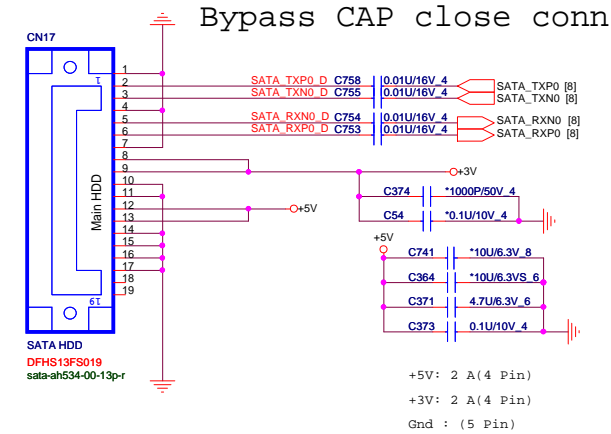 Bypass CAP close conn
CN17
1
2
3
4
5
6
7
8
9
10
11
12
13
14
15
16
17
18
19
1
19
Main HDD
SATA_TXP0_D C758 0.01U/16V_4 SATA_TXP0 [8]
SATA_TXN0_D C755 0.01U/16V_4 SATA_TXN0 [8]
SATA_RXN0_D C754 0.01U/16V_4 SATA_RXN0 [8]
SATA_RXP0_D C753 0.01U/16V_4 SATA_RXP0 [8]
+3V
C374 *1000P/50V_4
C54 *0.1U/10V_4
+5V
+5V
C741 *10U/6.3V_8
C364 *10U/6.3VS_6
C371 4.7U/6.3V_6
C373 0.1U/10V_4
SATA HDD
DFHS13FS019
sata-ah534-00-13p-r
+5V: 2 A(4 Pin)
+3V: 2 A(4 Pin)
Gnd : (5 Pin)